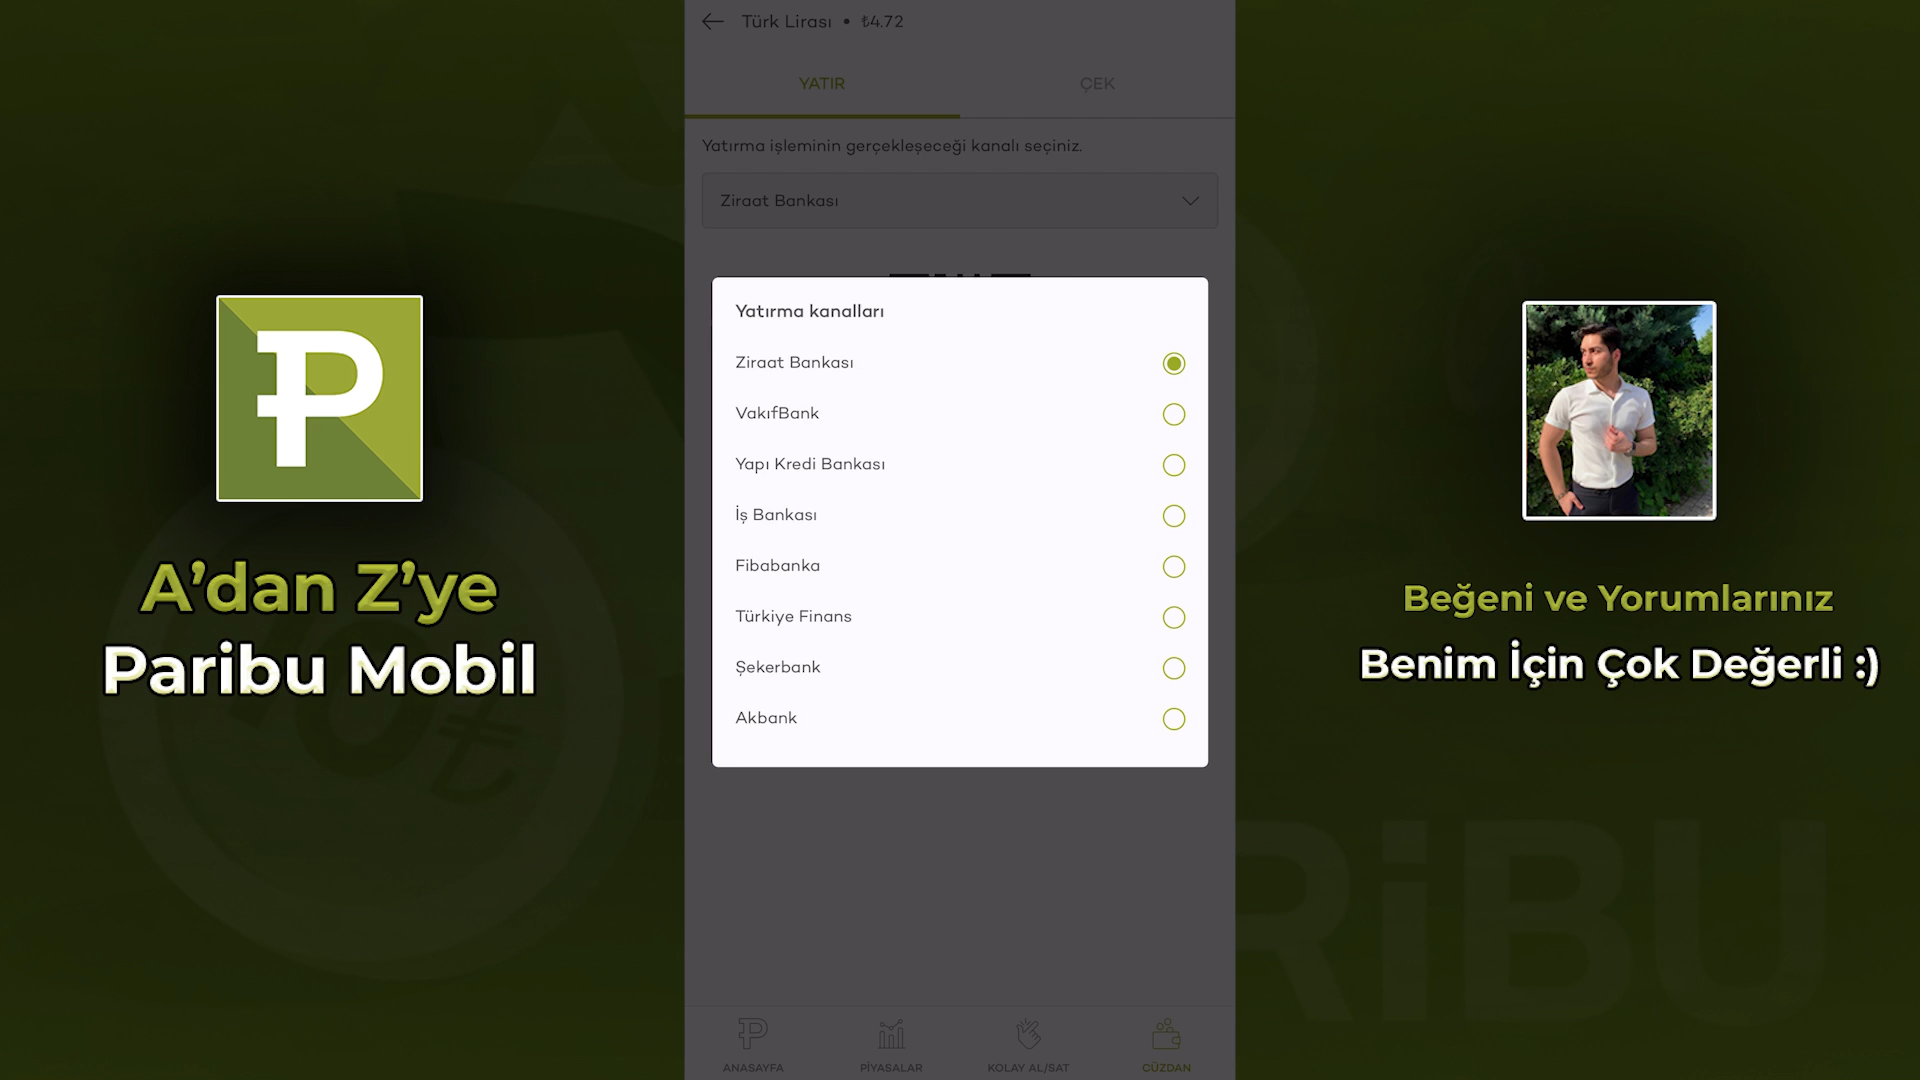 Türk Lirası • ₺4.72
YATIR
ÇEK
Yatırma işleminin gerçekleşeceği kanalı seçiniz.
Ziraat Bankası
Yatırma kanalları
Ziraat Bankası
VakıfBank
Yapı Kredi Bankası
İş Bankası
Fibabanka
Türkiye Finans
Şekerbank
Akbank
ANASAYFA
PİYASALAR
KOLAY AL/SAT
CÜZDAN
A'dan Z'ye
Paribu Mobil
Beğeni ve Yorumlarınız
Benim İçin Çok Değerli :)
10₺
RiBU